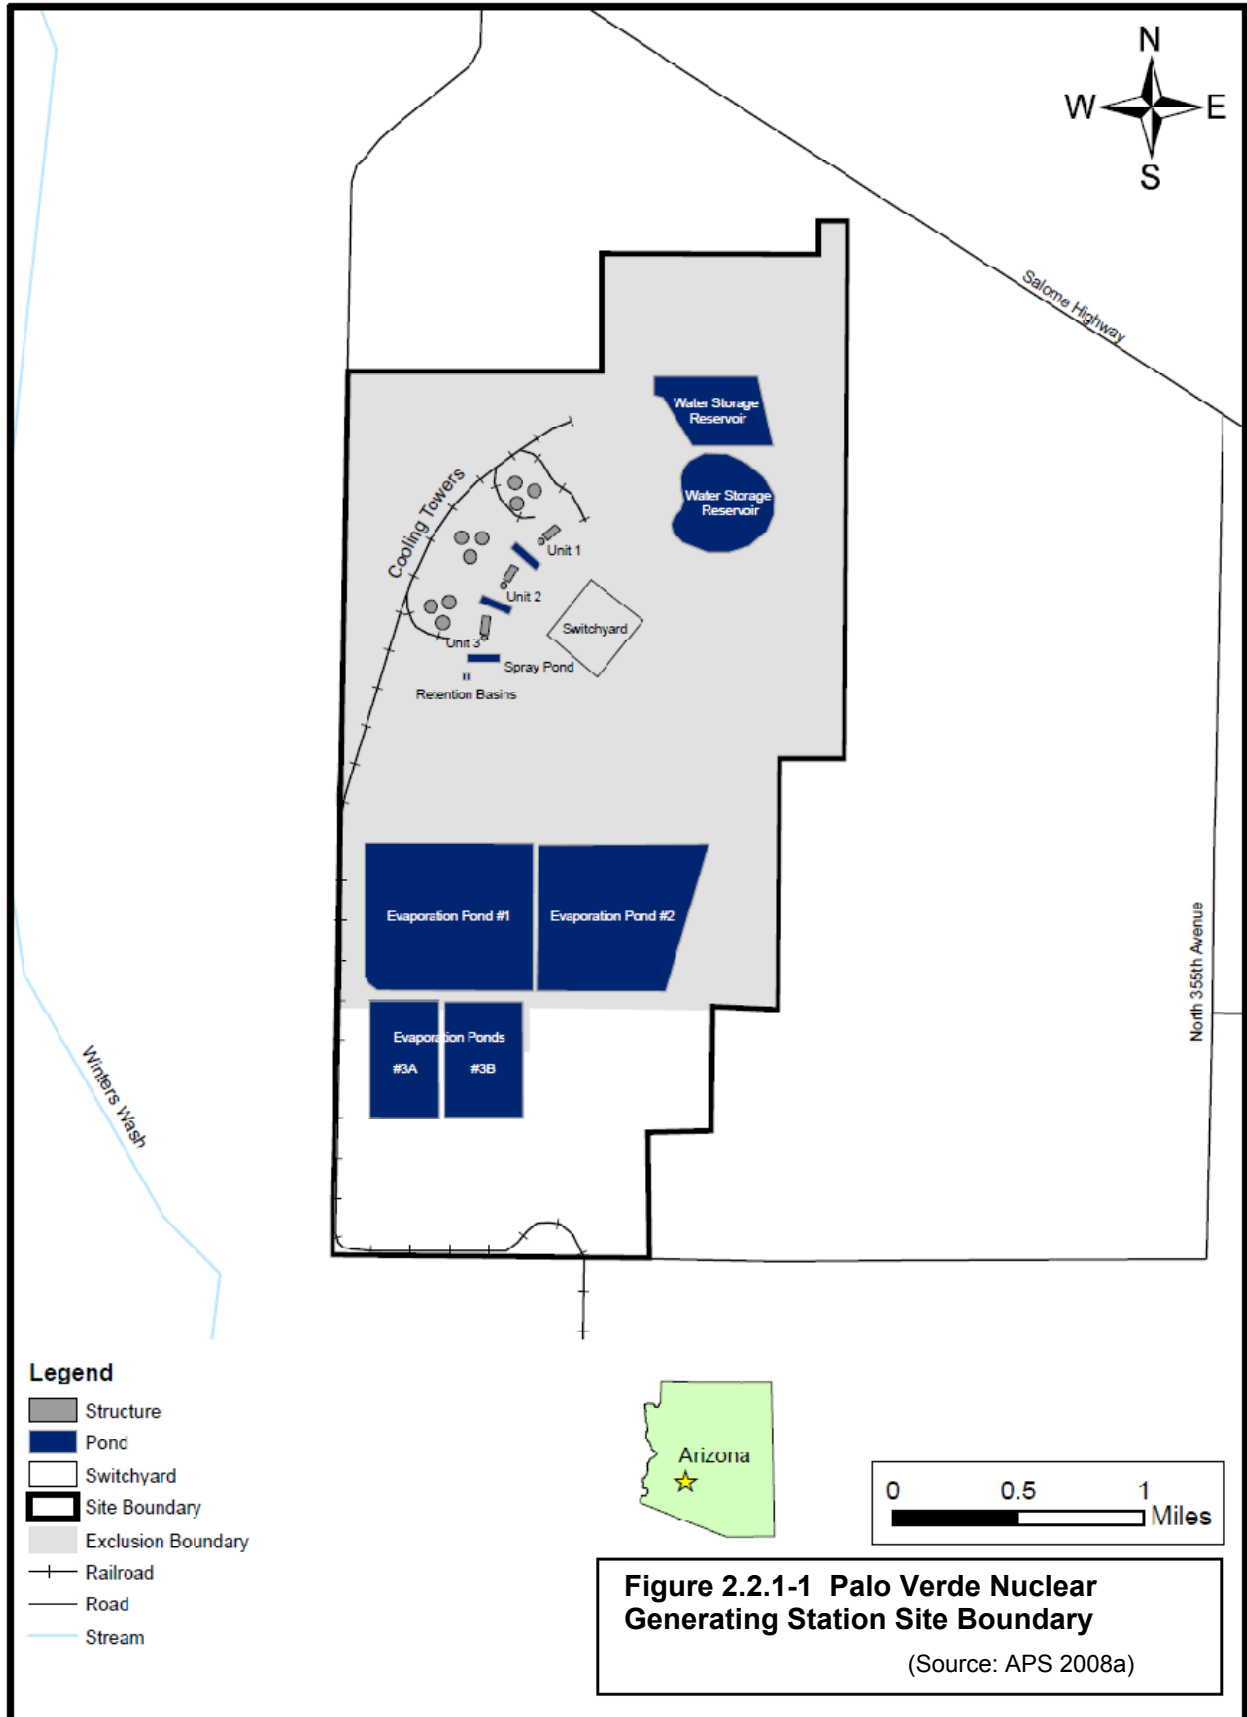 N
W E
S
Salome Highway
Water Storage
Reservoir
Water Storage
Reservoir
Cooling Towers
Unit 1
Unit 2
Switchyard
Unit 3
Spray Pond
Retention Basins
Evaporation Pond #1
Evaporation Pond #2
North 355th Avenue
Evaporation Ponds
#3A #3B
Winters Wash
Legend
Structure
Pond
Switchyard
Site Boundary
Exclusion Boundary
Railroad
Road
Stream
Arizona
0 0.5 1
Miles
Figure 2.2.1-1 Palo Verde Nuclear
Generating Station Site Boundary
(Source: APS 2008a)